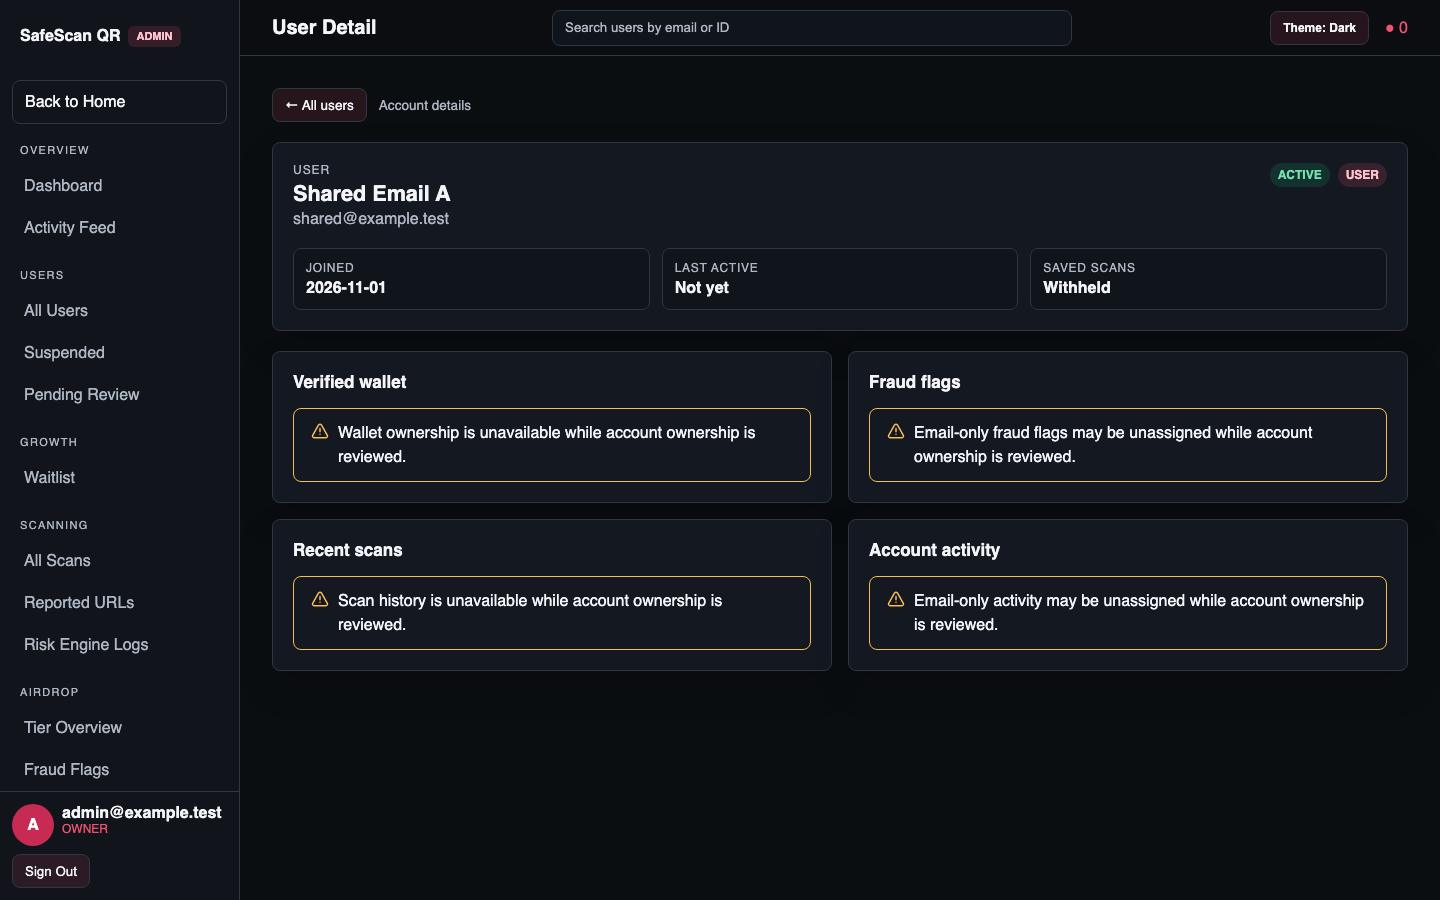 SafeScan QR ADMIN
Back to Home
OVERVIEW
Dashboard
Activity Feed
USERS
All Users
Suspended
Pending Review
GROWTH
Waitlist
SCANNING
All Scans
Reported URLs
Risk Engine Logs
AIRDROP
Tier Overview
Fraud Flags
A
admin@example.test
OWNER
Sign Out
User Detail
Search users by email or ID
Theme: Dark
● 0
← All users
Account details
USER
Shared Email A
shared@example.test
ACTIVE
USER
JOINED
2026-11-01
LAST ACTIVE
Not yet
SAVED SCANS
Withheld
Verified wallet
Wallet ownership is unavailable while account ownership is
reviewed.
Fraud flags
Email-only fraud flags may be unassigned while account
ownership is reviewed.
Recent scans
Scan history is unavailable while account ownership is
reviewed.
Account activity
Email-only activity may be unassigned while account ownership
is reviewed.